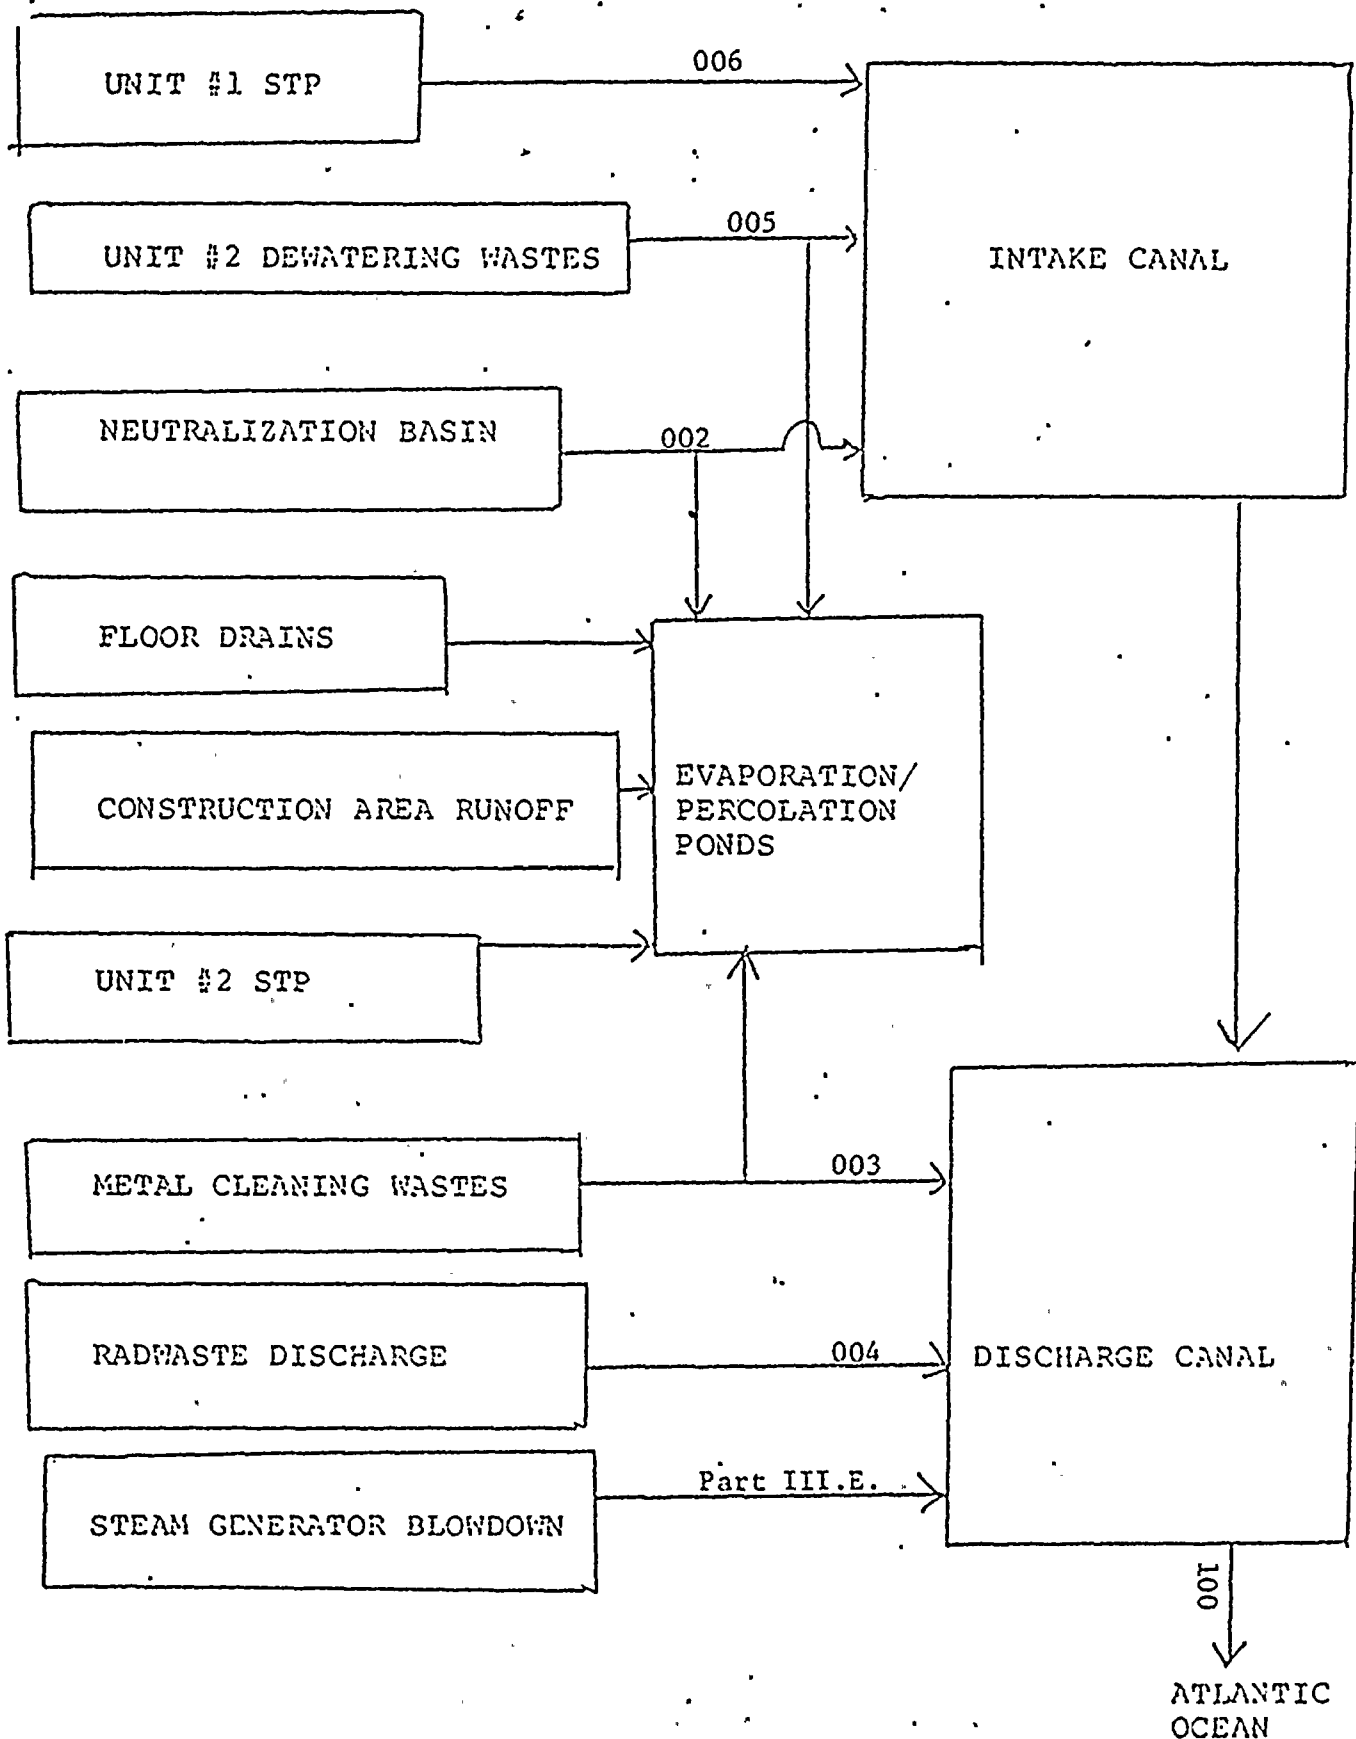 006
UNIT #1 STP
005
UNIT #2 DEWATERING WASTES
INTAKE CANAL
NEUTRALIZATION BASIN
002
FLOOR DRAINS
EVAPORATION/
PERCOLATION
PONDS
CONSTRUCTION AREA RUNOFF
UNIT #2 STP
003
METAL CLEANING WASTES
004
RADWASTE DISCHARGE
DISCHARGE CANAL
Part III.E.
STEAM GENERATOR BLOWDOWN
001
ATLANTIC
OCEAN